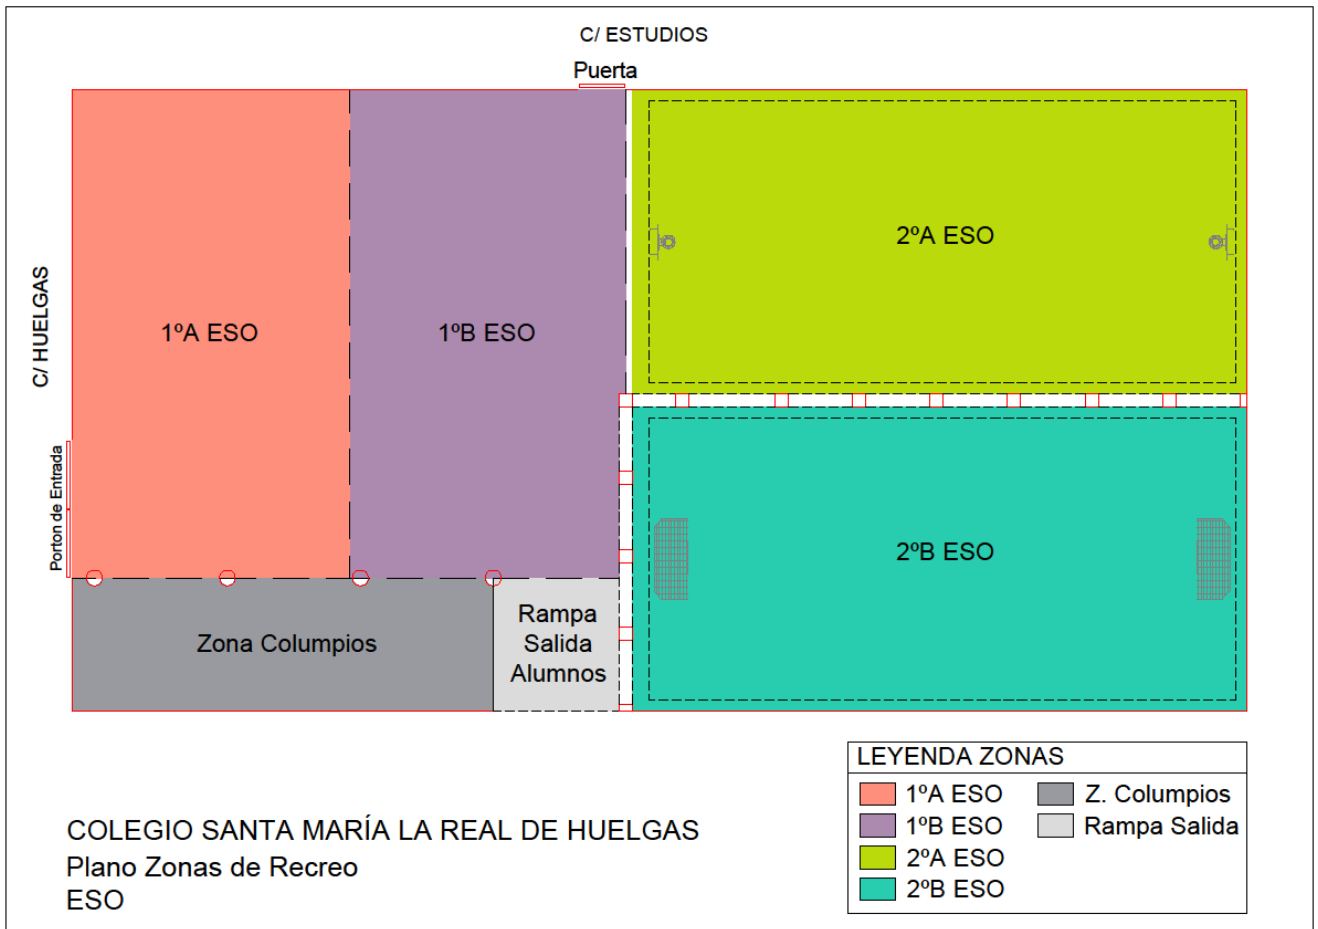 C/ ESTUDIOS
Puerta
C/ HUELGAS
Porton de Entrada
1ºA ESO
1ºB ESO
2ºA ESO
2ºB ESO
Zona Columpios
Rampa
Salida
Alumnos
LEYENDA ZONAS
1ºA ESO
1ºB ESO
2ºA ESO
2ºB ESO
Z. Columpios
Rampa Salida
COLEGIO SANTA MARÍA LA REAL DE HUELGAS
Plano Zonas de Recreo
ESO